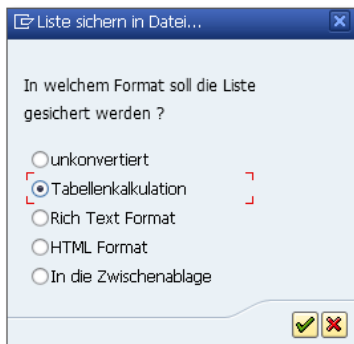 Liste sichern in Datei...
In welchem Format soll die Liste
gesichert werden ?
unkonvertiert
Tabellenkalkulation
Rich Text Format
HTML Format
In die Zwischenablage